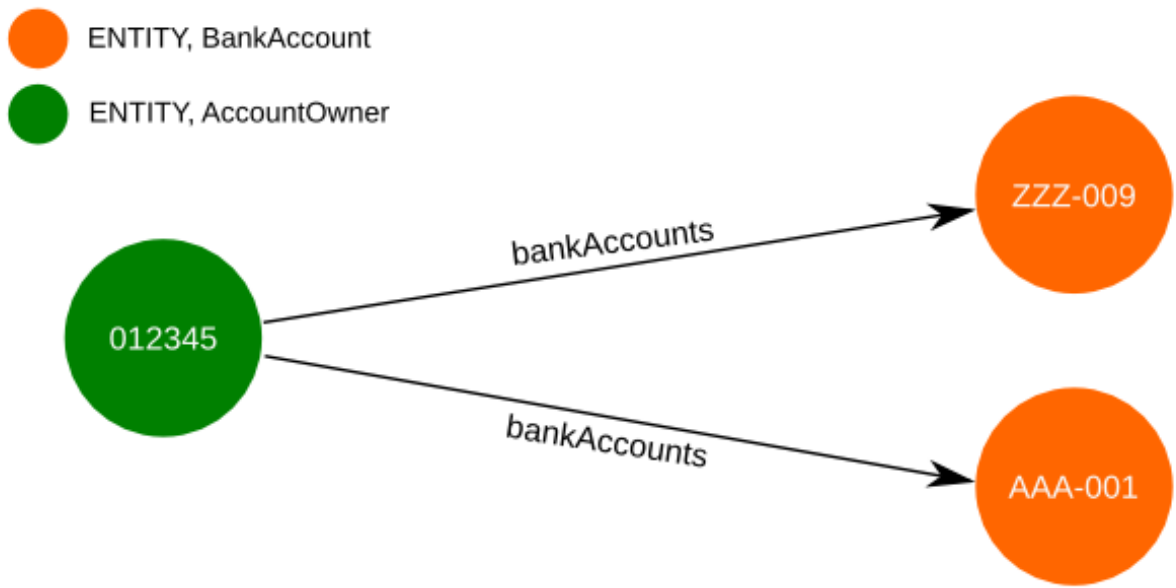 ENTITY, BankAccount
ENTITY, AccountOwner
ZZZ-009
bankAccounts
012345
bankAccounts
AAA-001